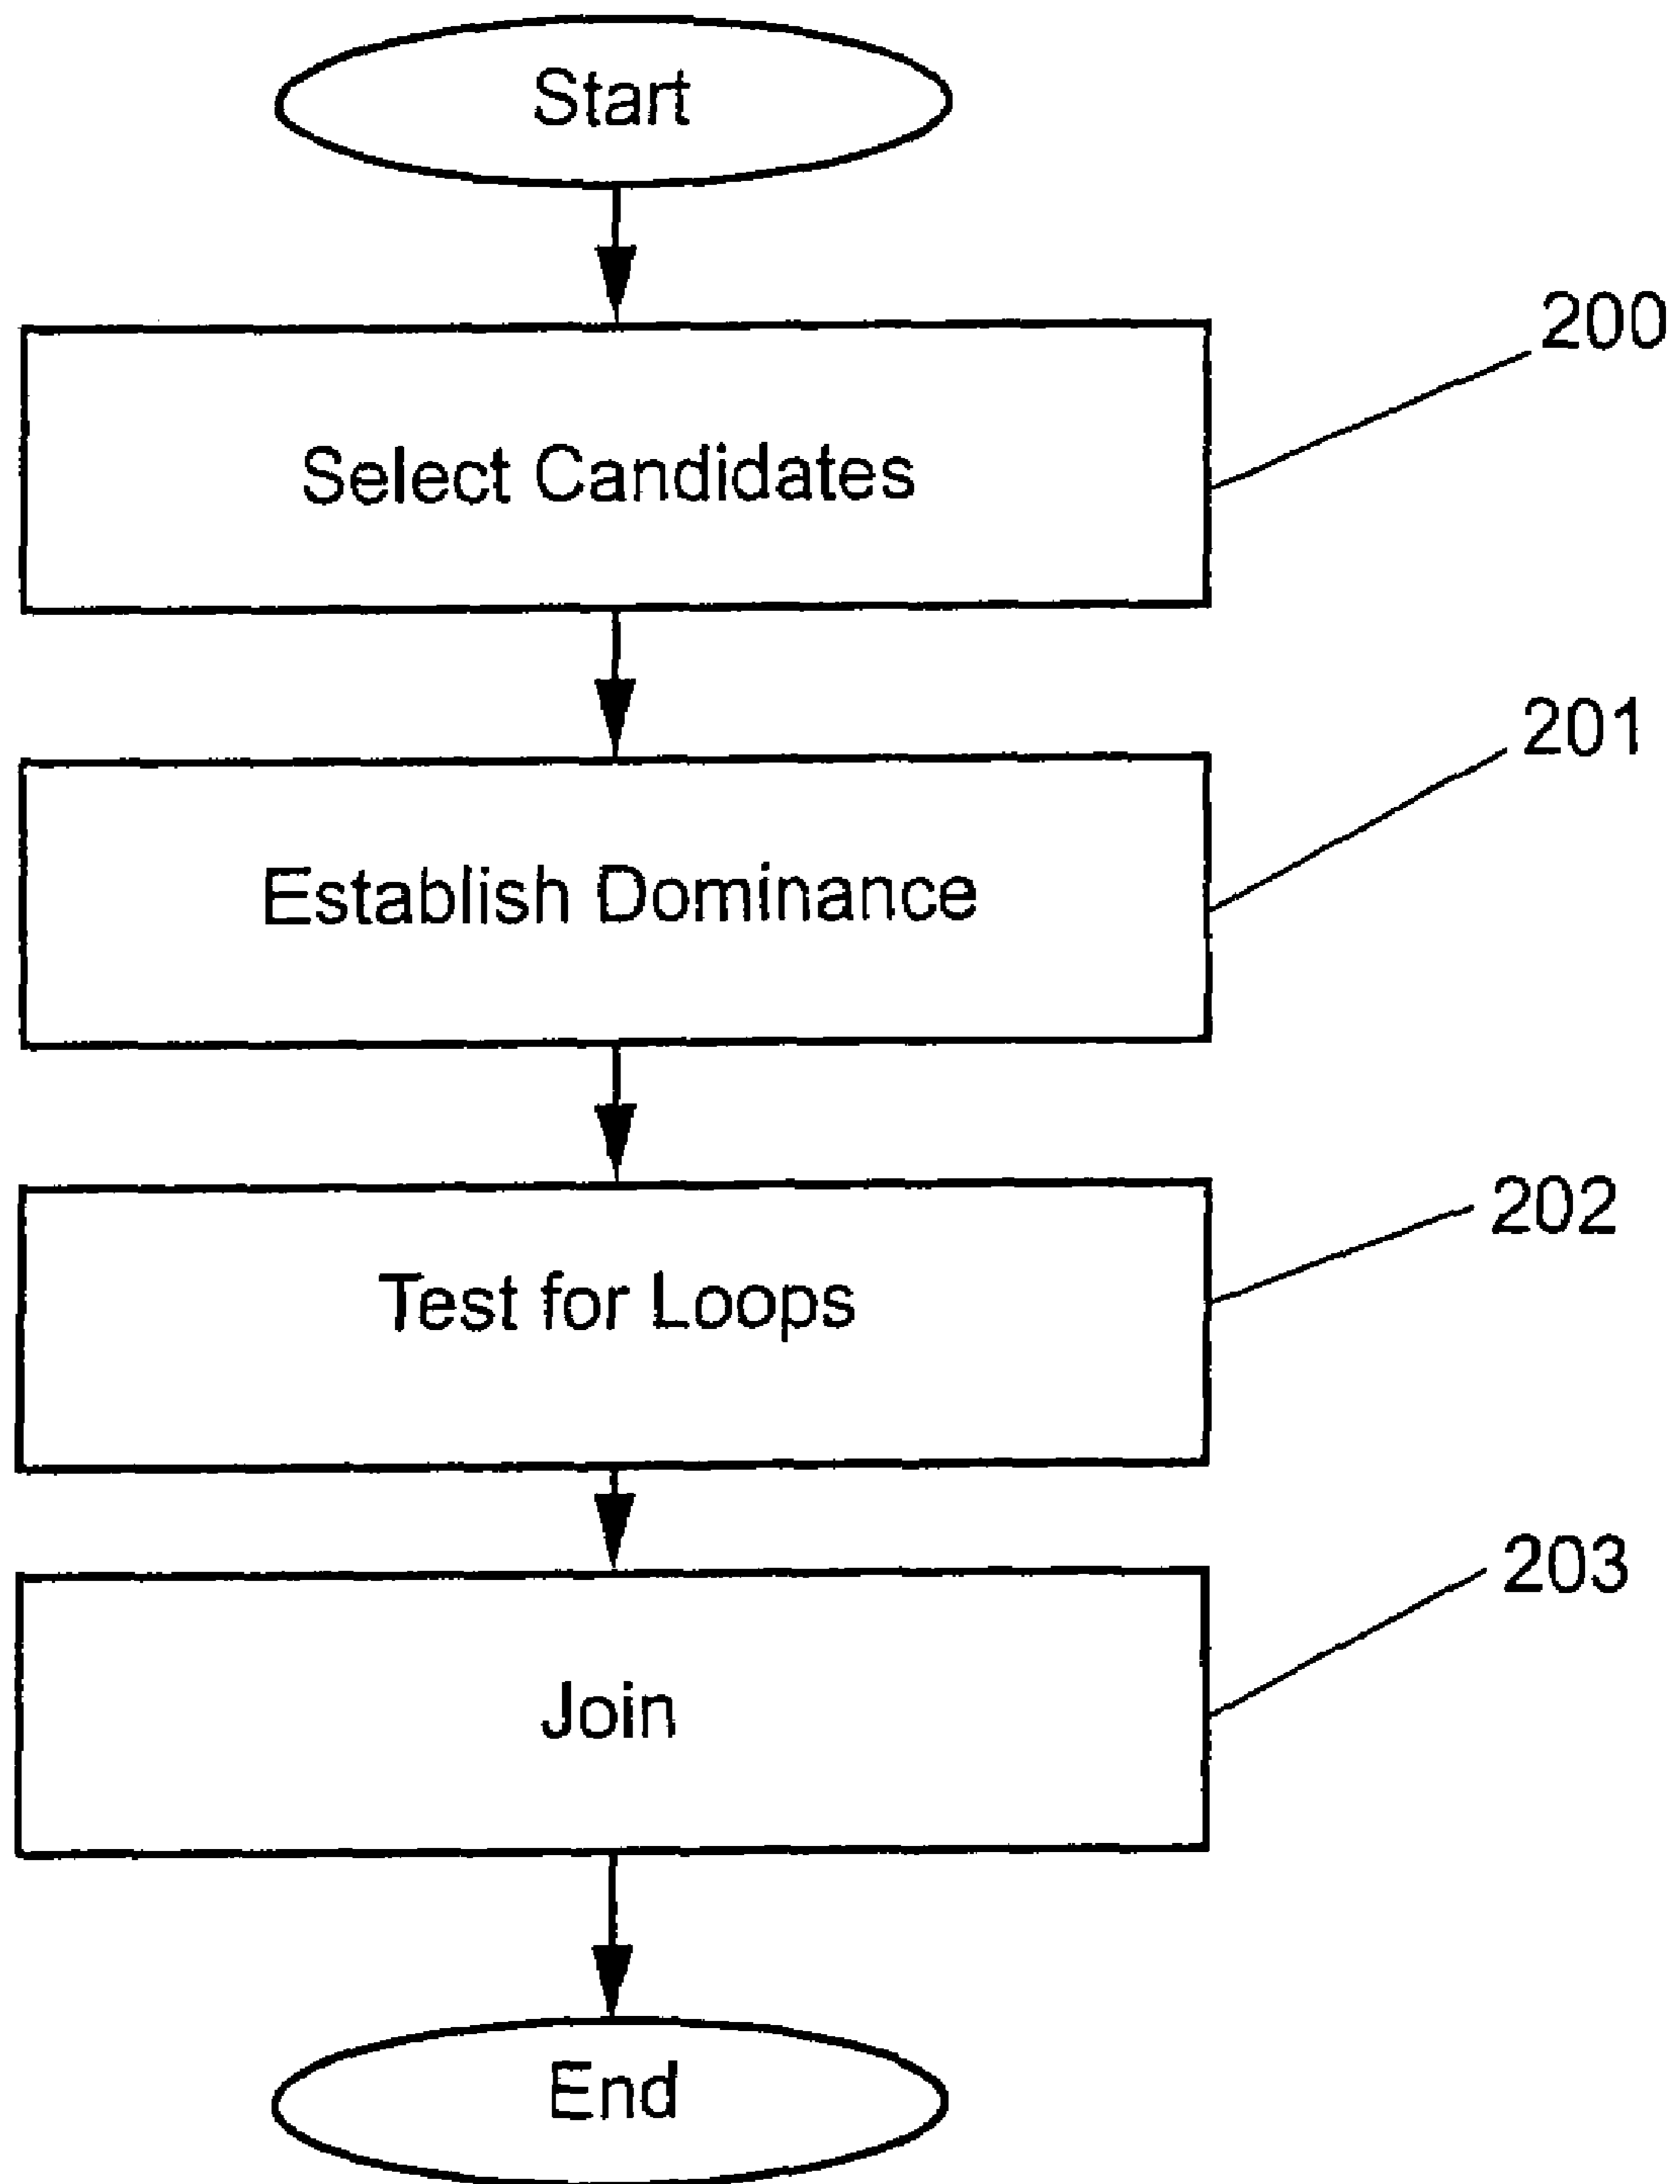 Start
200
Select Candidates
201
Establish Dominance
202
Test for Loops
203
Join
End